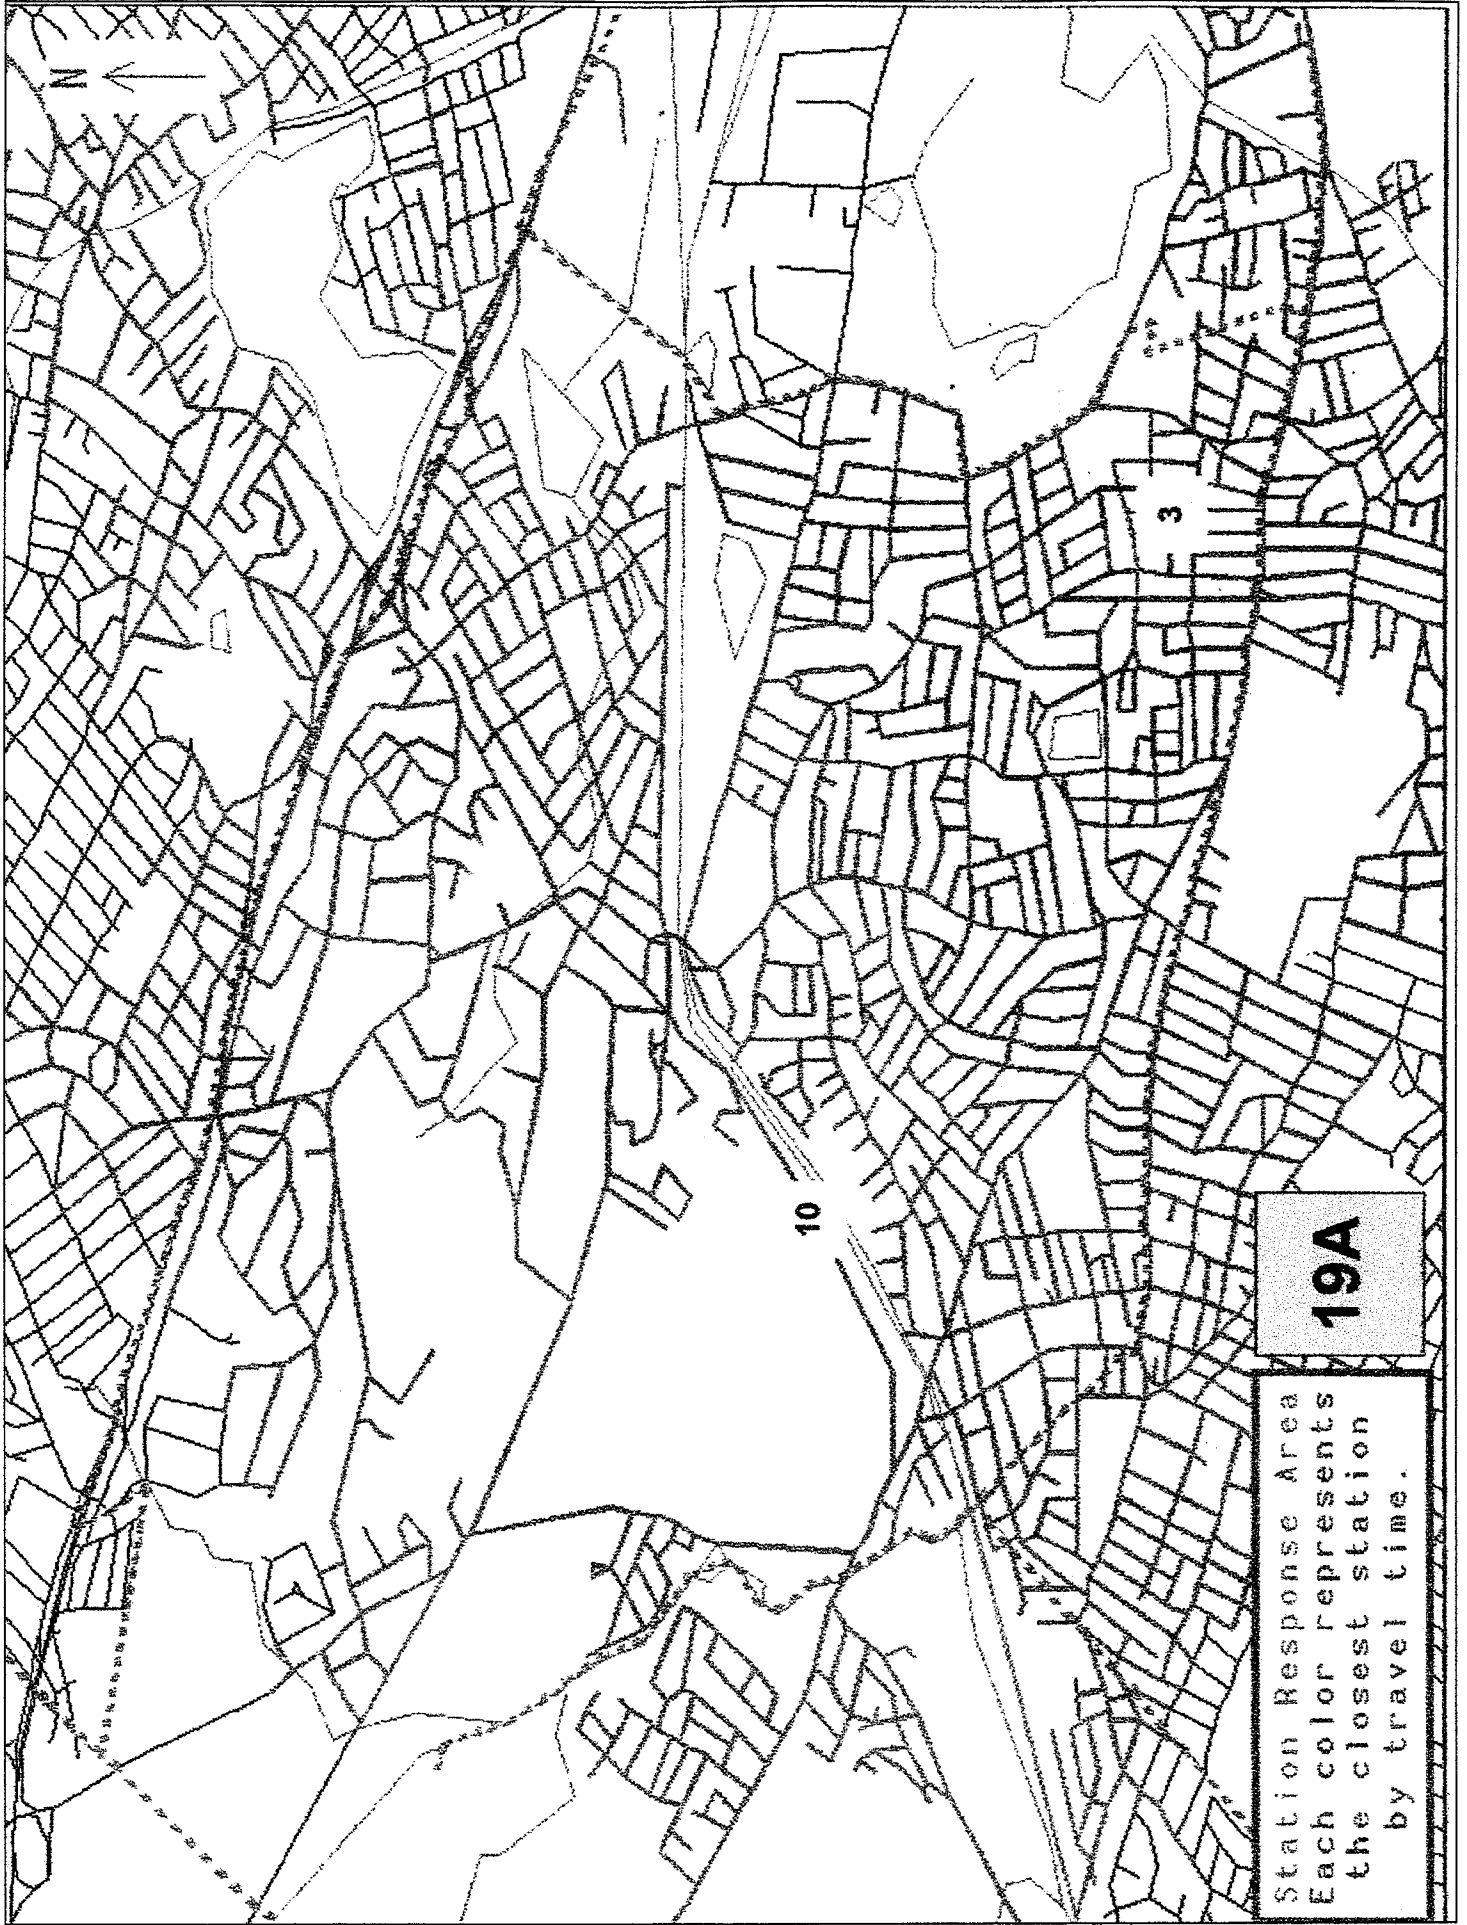 N
3
10
19A
Station Response Area
Each color represents
the closest station
by travel time.